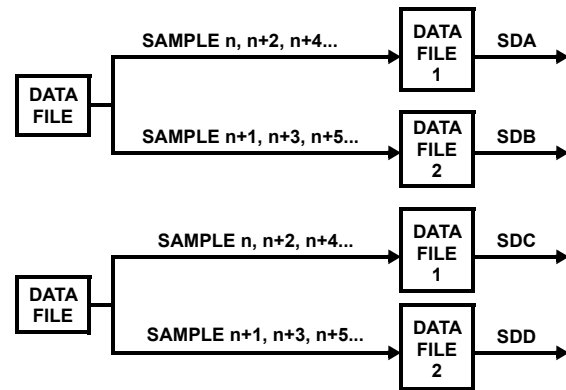 SAMPLE n, n+2, n+4...
DATA
FILE
1
SDA
DATA
FILE
SAMPLE n+1, n+3, n+5...
DATA
FILE
2
SDB
SAMPLE n, n+2, n+4...
DATA
FILE
1
SDC
DATA
FILE
SAMPLE n+1, n+3, n+5...
DATA
FILE
2
SDD